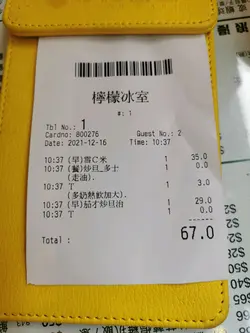 檸檬冰室
#: 1
Tbl No.: 1
Cardno: 800276 Guest No.: 2
Date: 2021-12-16 Time: 10:37
10:37 (早)雪C米 1 35.0
10:37 (餐)炒旦_多士 1 0.0
(走油).
10:37 T 1 3.0
(多奶熱飲加大).
10:37 (早)茄才炒旦治 1 29.0
10:37 T 1 0.0
Total : 67.0